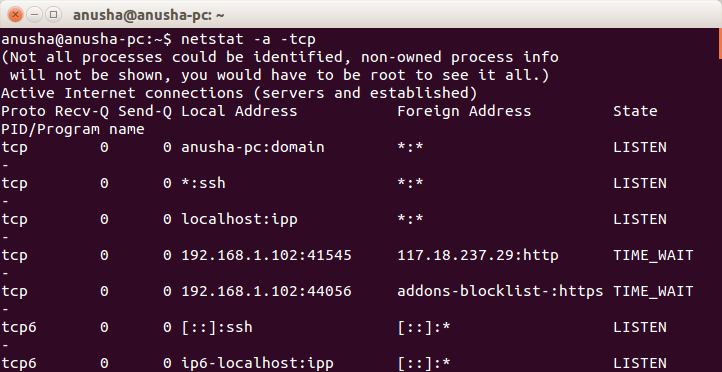 anusha@anusha-pc: ~
anusha@anusha-pc:~$ netstat -a -tcp
(Not all processes could be identified, non-owned process info
 will not be shown, you would have to be root to see it all.)
Active Internet connections (servers and established)
Proto Recv-Q Send-Q Local Address           Foreign Address         State
PID/Program name
tcp        0      0 anusha-pc:domain        *:*                     LISTEN
-
tcp        0      0 *:ssh                   *:*                     LISTEN
-
tcp        0      0 localhost:ipp           *:*                     LISTEN
-
tcp        0      0 192.168.1.102:41545     117.18.237.29:http      TIME_WAIT
-
tcp        0      0 192.168.1.102:44056     addons-blocklist-:https TIME_WAIT
-
tcp6       0      0 [::]:ssh                [::]:*                  LISTEN
-
tcp6       0      0 ip6-localhost:ipp       [::]:*                  LISTEN